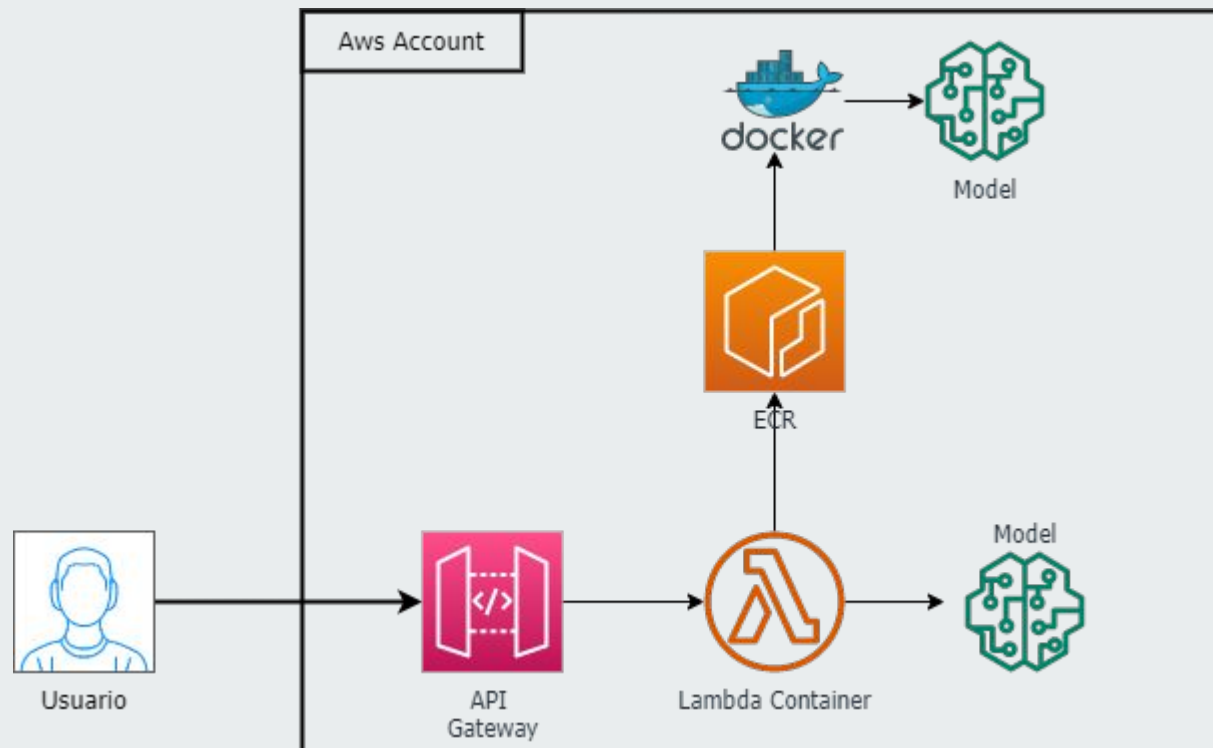 Aws Account
docker
Model
ECR
Model
</>
Usuario
API
Gateway
Lambda Container